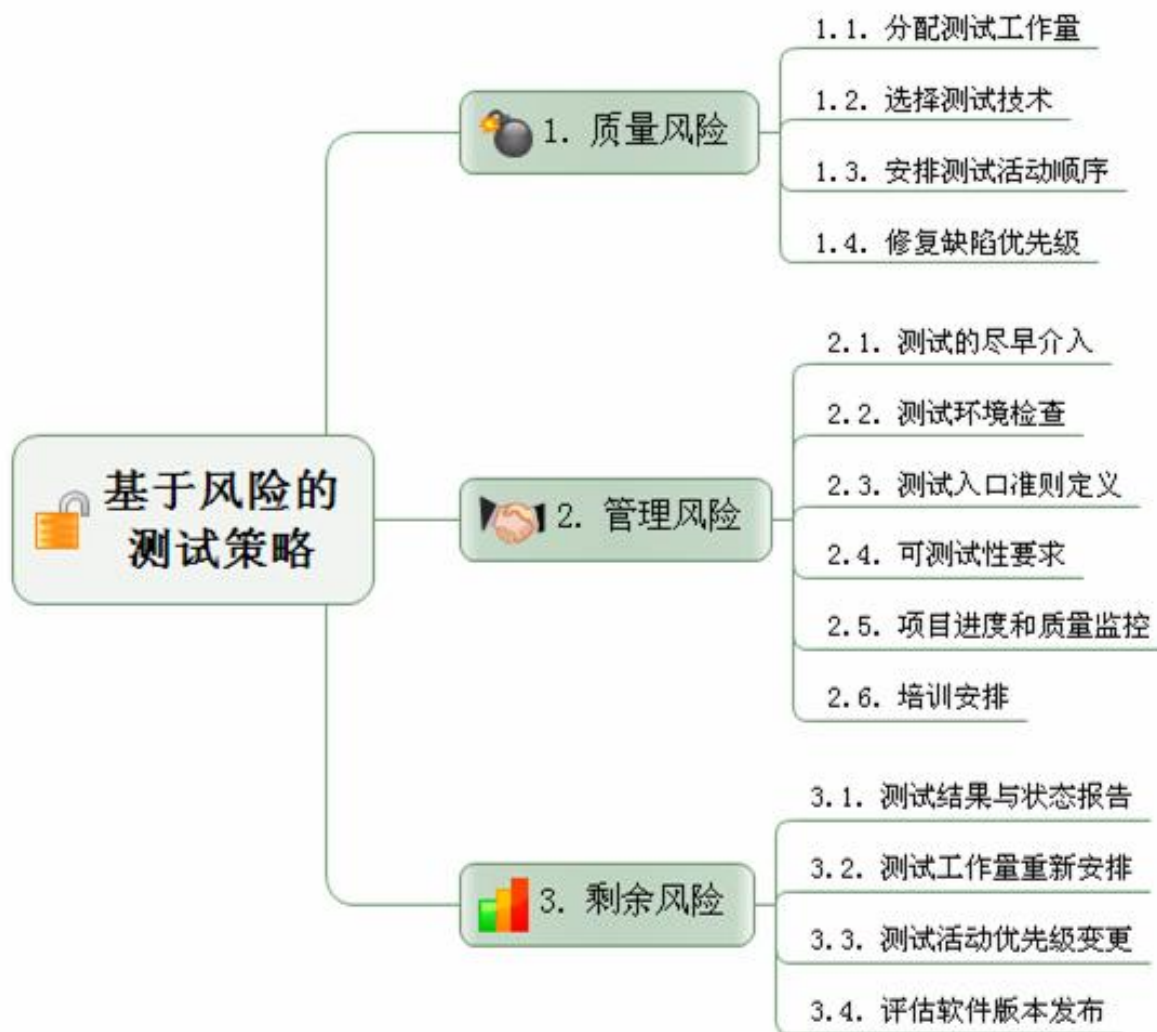 基于风险的
测试策略
1. 质量风险
1.1. 分配测试工作量
1.2. 选择测试技术
1.3. 安排测试活动顺序
1.4. 修复缺陷优先级
2. 管理风险
2.1. 测试的尽早介入
2.2. 测试环境检查
2.3. 测试入口准则定义
2.4. 可测试性要求
2.5. 项目进度和质量监控
2.6. 培训安排
3. 剩余风险
3.1. 测试结果与状态报告
3.2. 测试工作量重新安排
3.3. 测试活动优先级变更
3.4. 评估软件版本发布